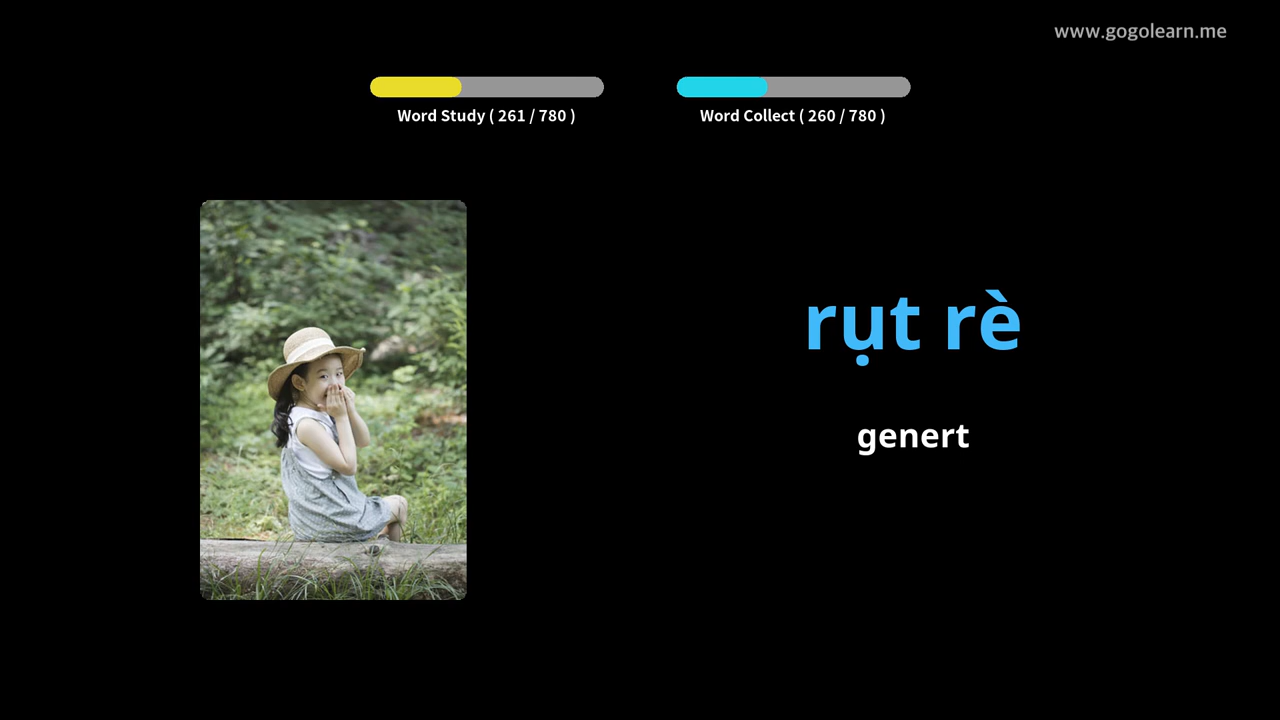 www.gogolearn.me
Word Study ( 261 / 780 )
Word Collect ( 260 / 780 )
rụt rè
genert